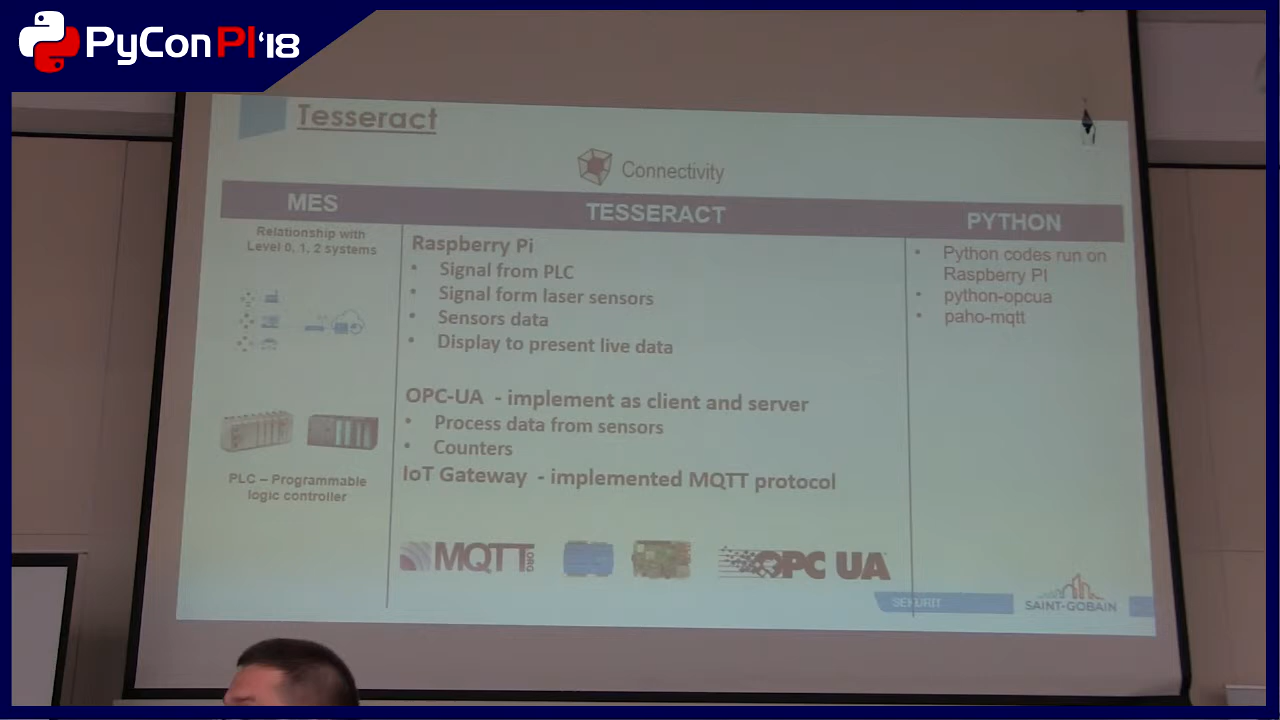 PyConPI'18
Tesseract
Connectivity
MES
TESSERACT
PYTHON
Relationship with
Level 0, 1, 2 systems
PLC – Programmable
logic controller
Raspberry Pi
• Signal from PLC
• Signal form laser sensors
• Sensors data
• Display to present live data
OPC-UA - implement as client and server
• Process data from sensors
• Counters
IoT Gateway - implemented MQTT protocol
MQTT.ORG
OPC UA
• Python codes run on
Raspberry PI
• python-opcua
• paho-mqtt
SEKURIT
SAINT-GOBAIN